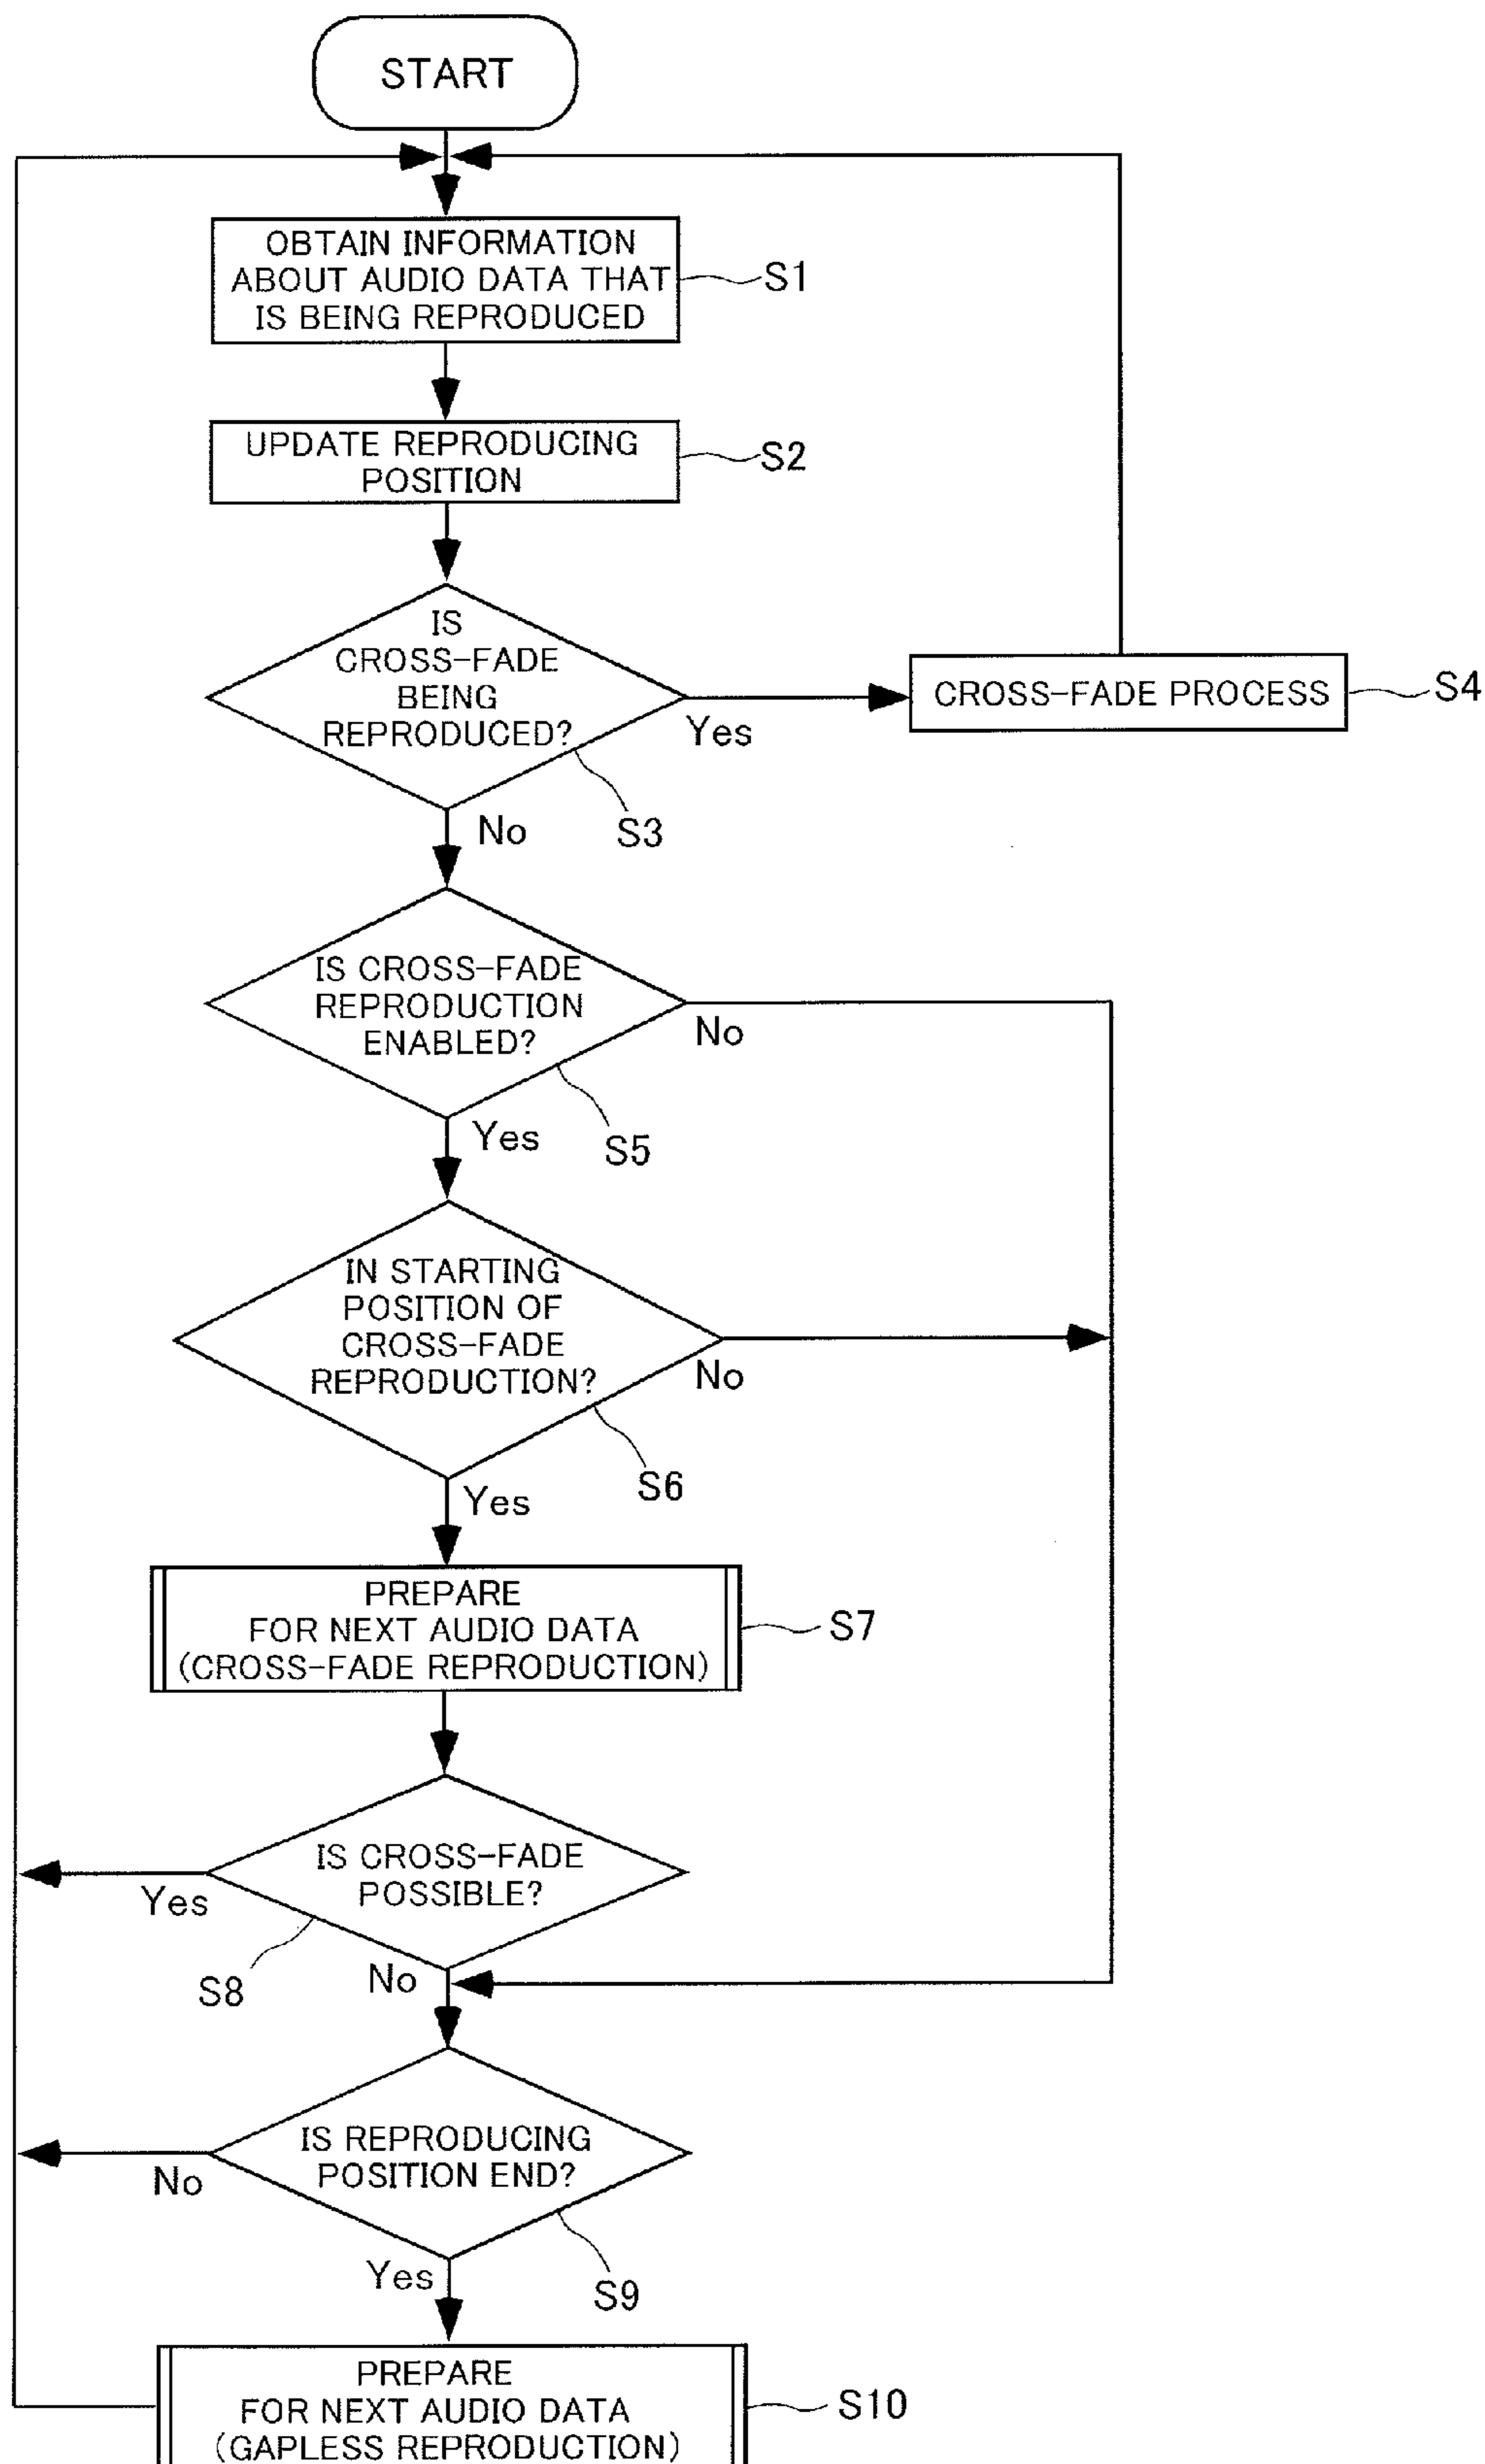 START
OBTAIN INFORMATION
ABOUT AUDIO DATA THAT
IS BEING REPRODUCED
S1
UPDATE REPRODUCING
POSITION
S2
IS
CROSS-FADE
BEING
REPRODUCED?
Yes
CROSS-FADE PROCESS
S4
No
S3
IS CROSS-FADE
REPRODUCTION
ENABLED?
No
Yes
S5
IN STARTING
POSITION OF
CROSS-FADE
REPRODUCTION?
No
S6
Yes
PREPARE
FOR NEXT AUDIO DATA
(CROSS-FADE REPRODUCTION)
S7
IS CROSS-FADE
POSSIBLE?
Yes
S8
No
IS REPRODUCING
POSITION END?
No
Yes
S9
PREPARE
FOR NEXT AUDIO DATA
(GAPLESS REPRODUCTION)
S10